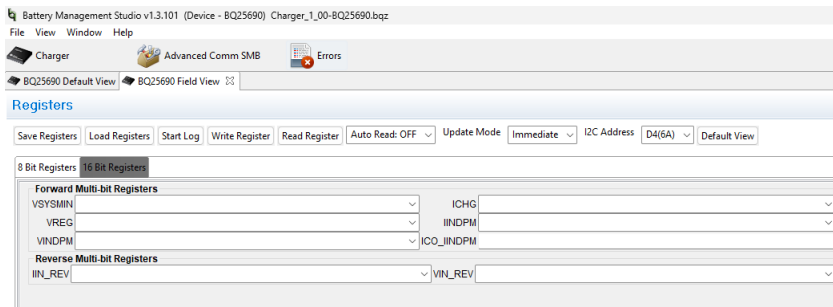 Battery Management Studio v1.3.101 (Device - BQ25690) Charger_1_00-BQ25690.bqz
File View Window Help
Charger Advanced Comm SMB Errors
BQ25690 Default View BQ25690 Field View
Registers
Save Registers Load Registers Start Log Write Register Read Register Auto Read: OFF Update Mode Immediate I2C Address D4(6A) Default View
8 Bit Registers 16 Bit Registers
Forward Multi-bit Registers
VSYSMIN ICHG
VREG IINDPM
VINDPM ICO_IINDPM
Reverse Multi-bit Registers
IIN_REV VIN_REV